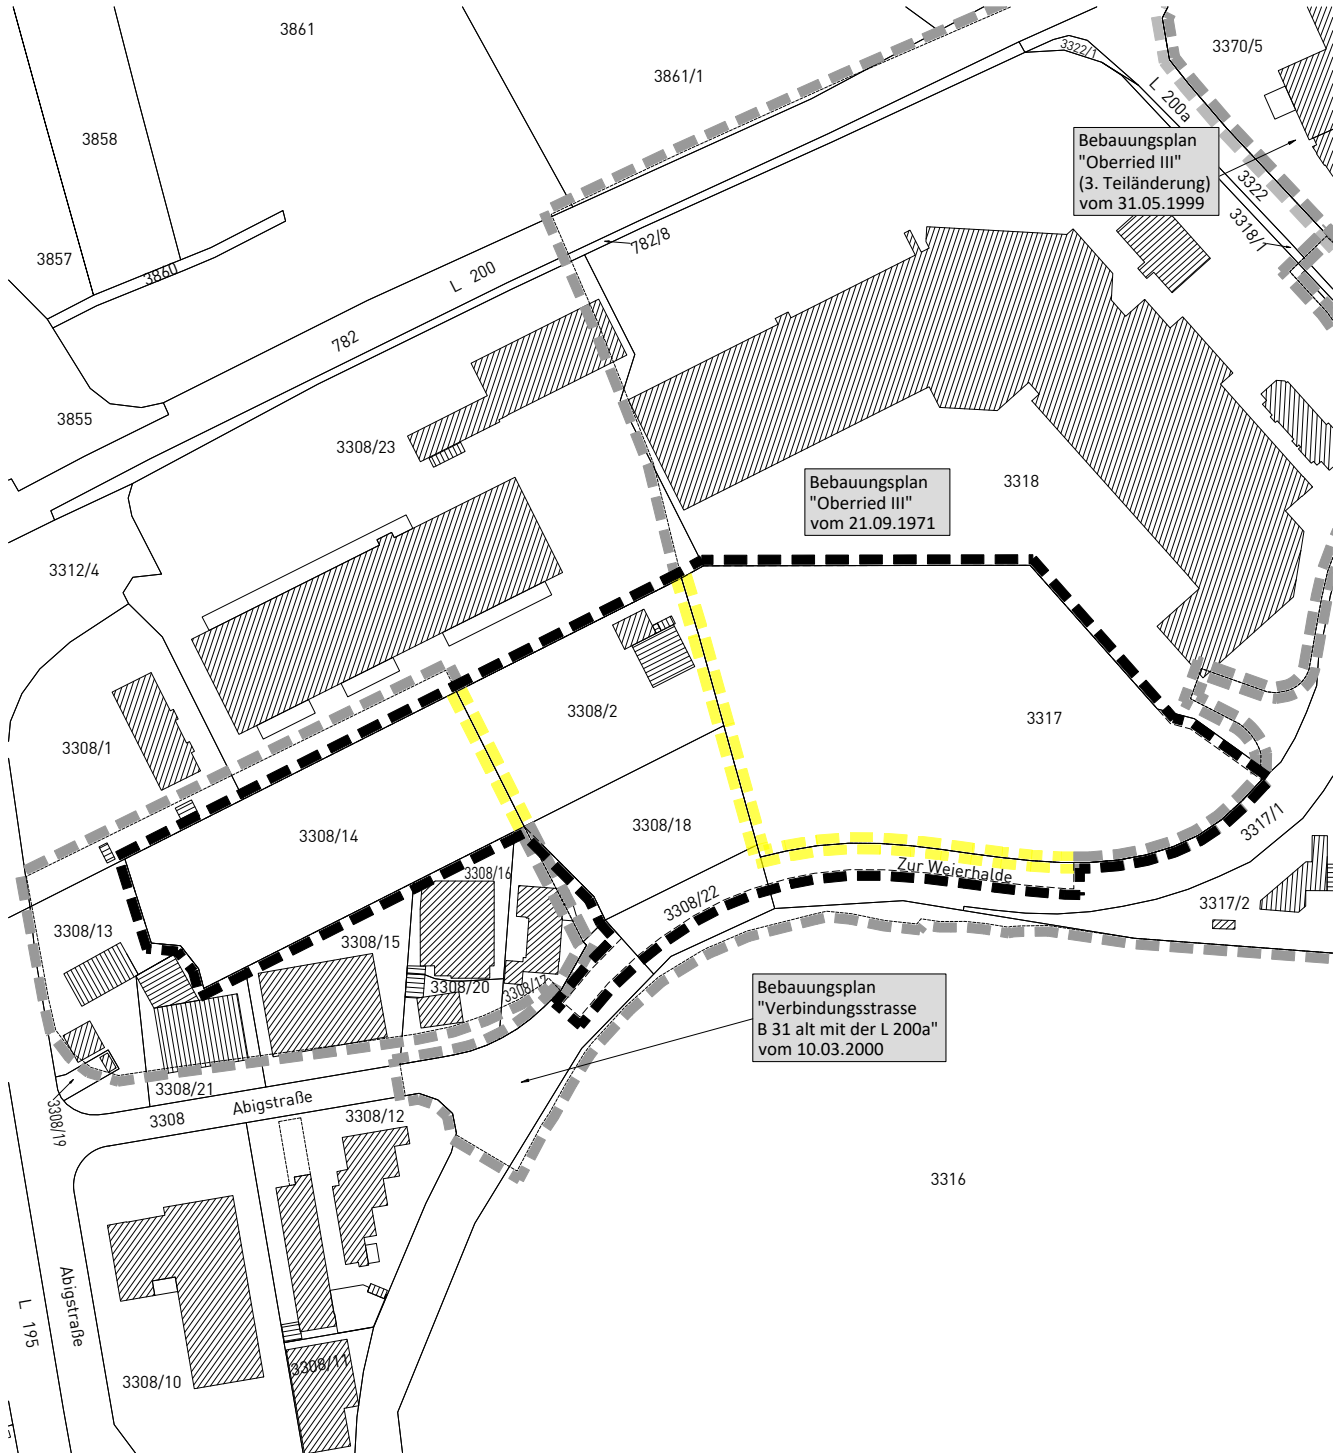 3861
3370/5
3322/1
3861/1
L 200a
3858
Bebauungsplan
"Oberried III"
(3. Teiländerung)
vom 31.05.1999
3322
3318/1
782/8
3857
3860
L 200
782
3855
3308/23
Bebauungsplan
"Oberried III"
vom 21.09.1971
3318
3312/4
3308/2
3317
3308/1
3308/14
3308/18
3317/1
3308/16
Zur Weierhalde
3308/22
3317/2
3308/13
3308/15
3308/20
3308/17
Bebauungsplan
"Verbindungsstrasse
B 31 alt mit der L 200a"
vom 10.03.2000
3308/21
Abigstraße
3308/19
3308
3308/12
3316
Abigstraße
L 195
3308/11
3308/10